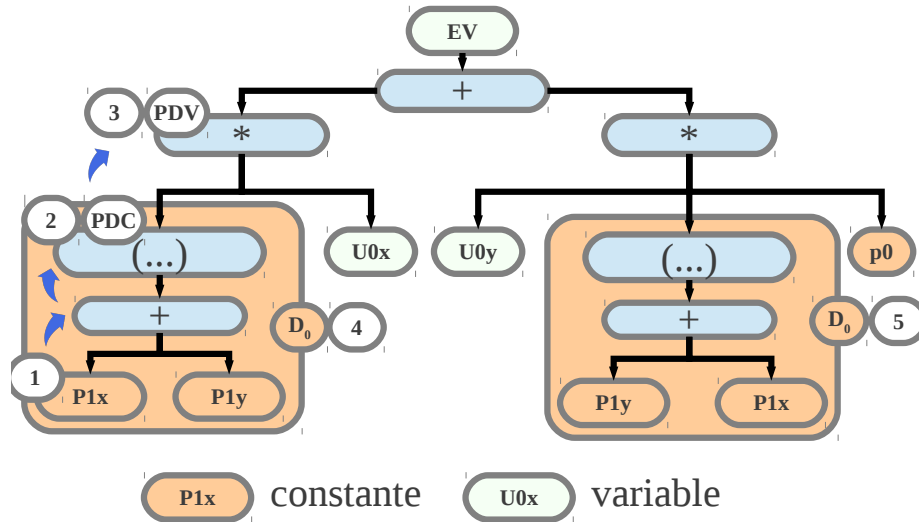 EV
+
3 PDV * *
2 PDC
(...) U0x U0y (...) p0
+ D0 4 + D0 5
1 P1x P1y P1y P1x
P1x constante U0x variable